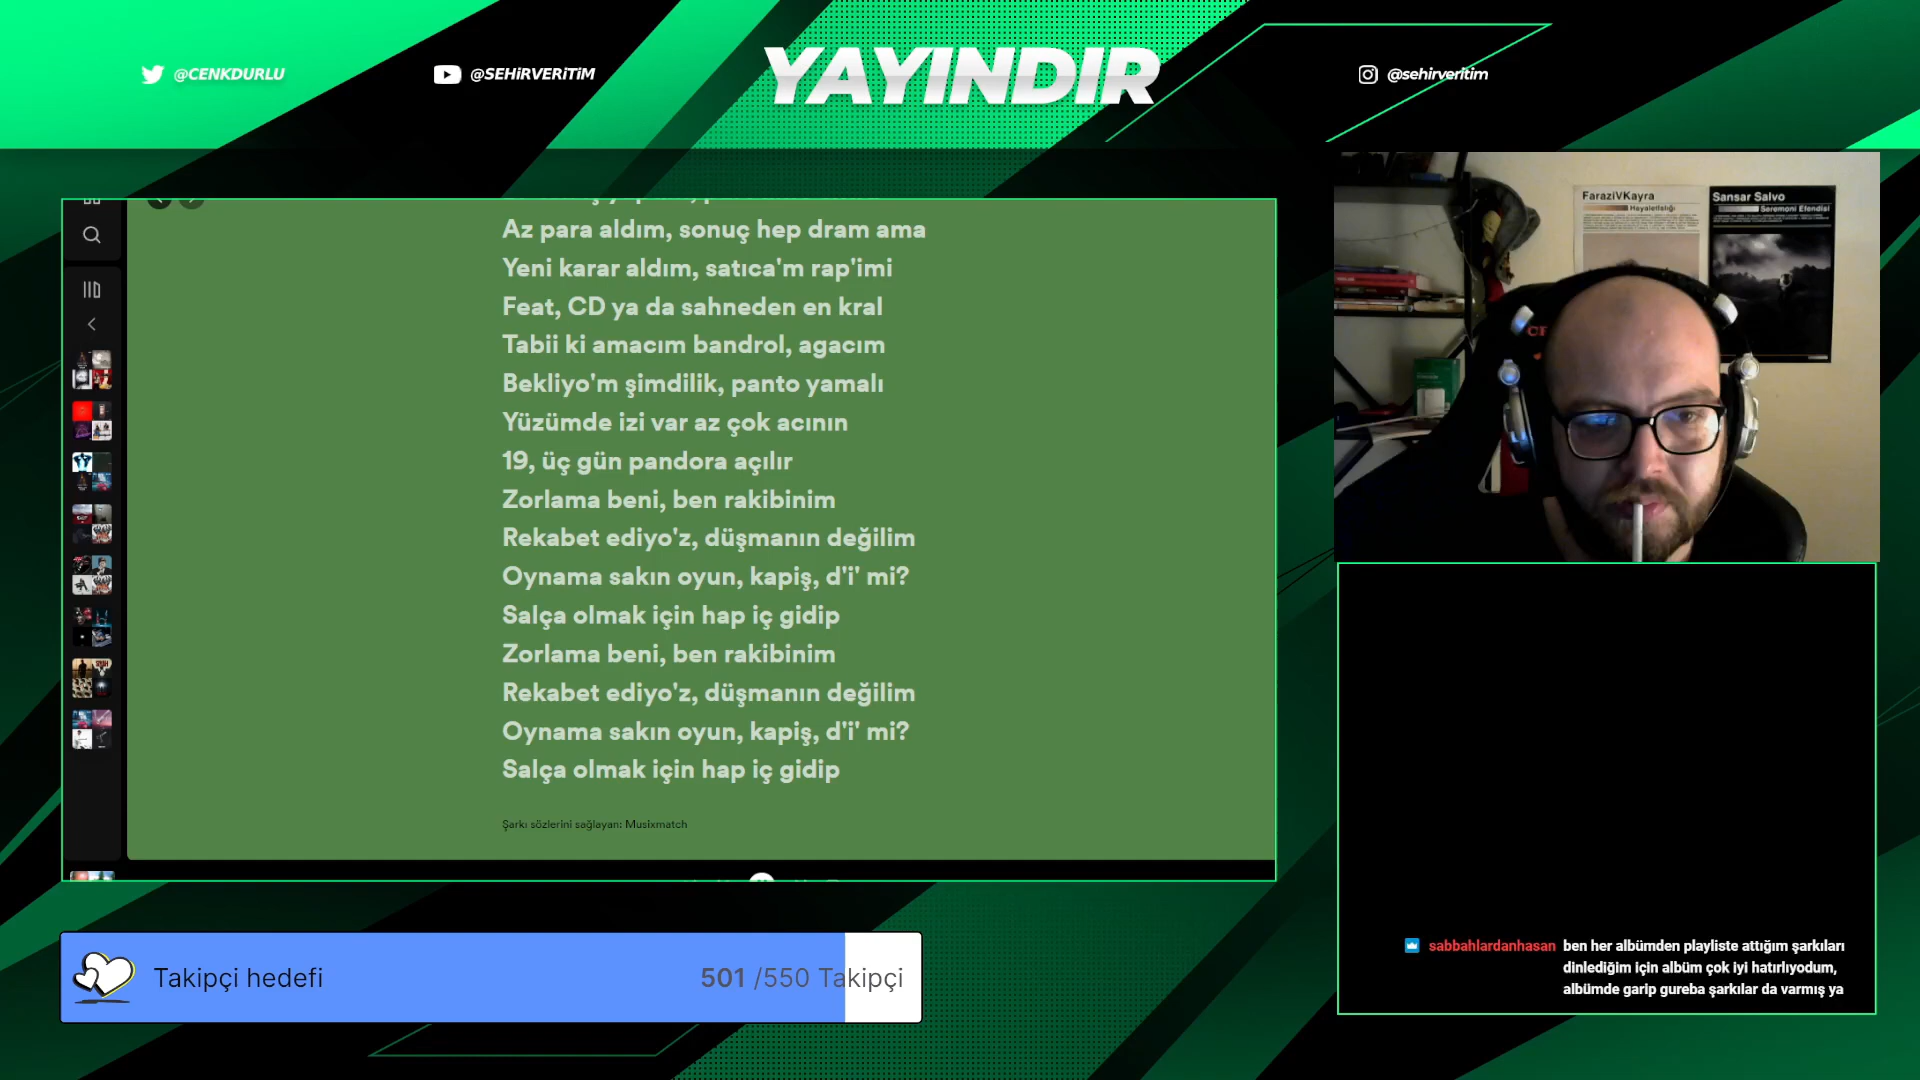 @CENKDURLU
@SEHiRVERiTiM
YAYINDIR
@sehirveritim
Az para aldım, sonuç hep dram ama
Yeni karar aldım, satıca'm rap'imi
Feat, CD ya da sahneden en kral
Tabii ki amacım bandrol, agacım
Bekliyo'm şimdilik, panto yamalı
Yüzümde izi var az çok acının
19, üç gün pandora açılır
Zorlama beni, ben rakibinim
Rekabet ediyo'z, düşmanın değilim
Oynama sakın oyun, kapiş, d'i' mi?
Salça olmak için hap iç gidip
Zorlama beni, ben rakibinim
Rekabet ediyo'z, düşmanın değilim
Oynama sakın oyun, kapiş, d'i' mi?
Salça olmak için hap iç gidip
Şarkı sözlerini sağlayan: Musixmatch
FaraziVKayra
Hayaletİslığı
Sansar Salvo
Seremoni Efendisi
sabbahlardanhasan ben her albümden playliste attığım şarkıları
dinlediğim için albüm çok iyi hatırlıyodum,
albümde garip gureba şarkılar da varmış ya
Takipçi hedefi
501 /550 Takipçi